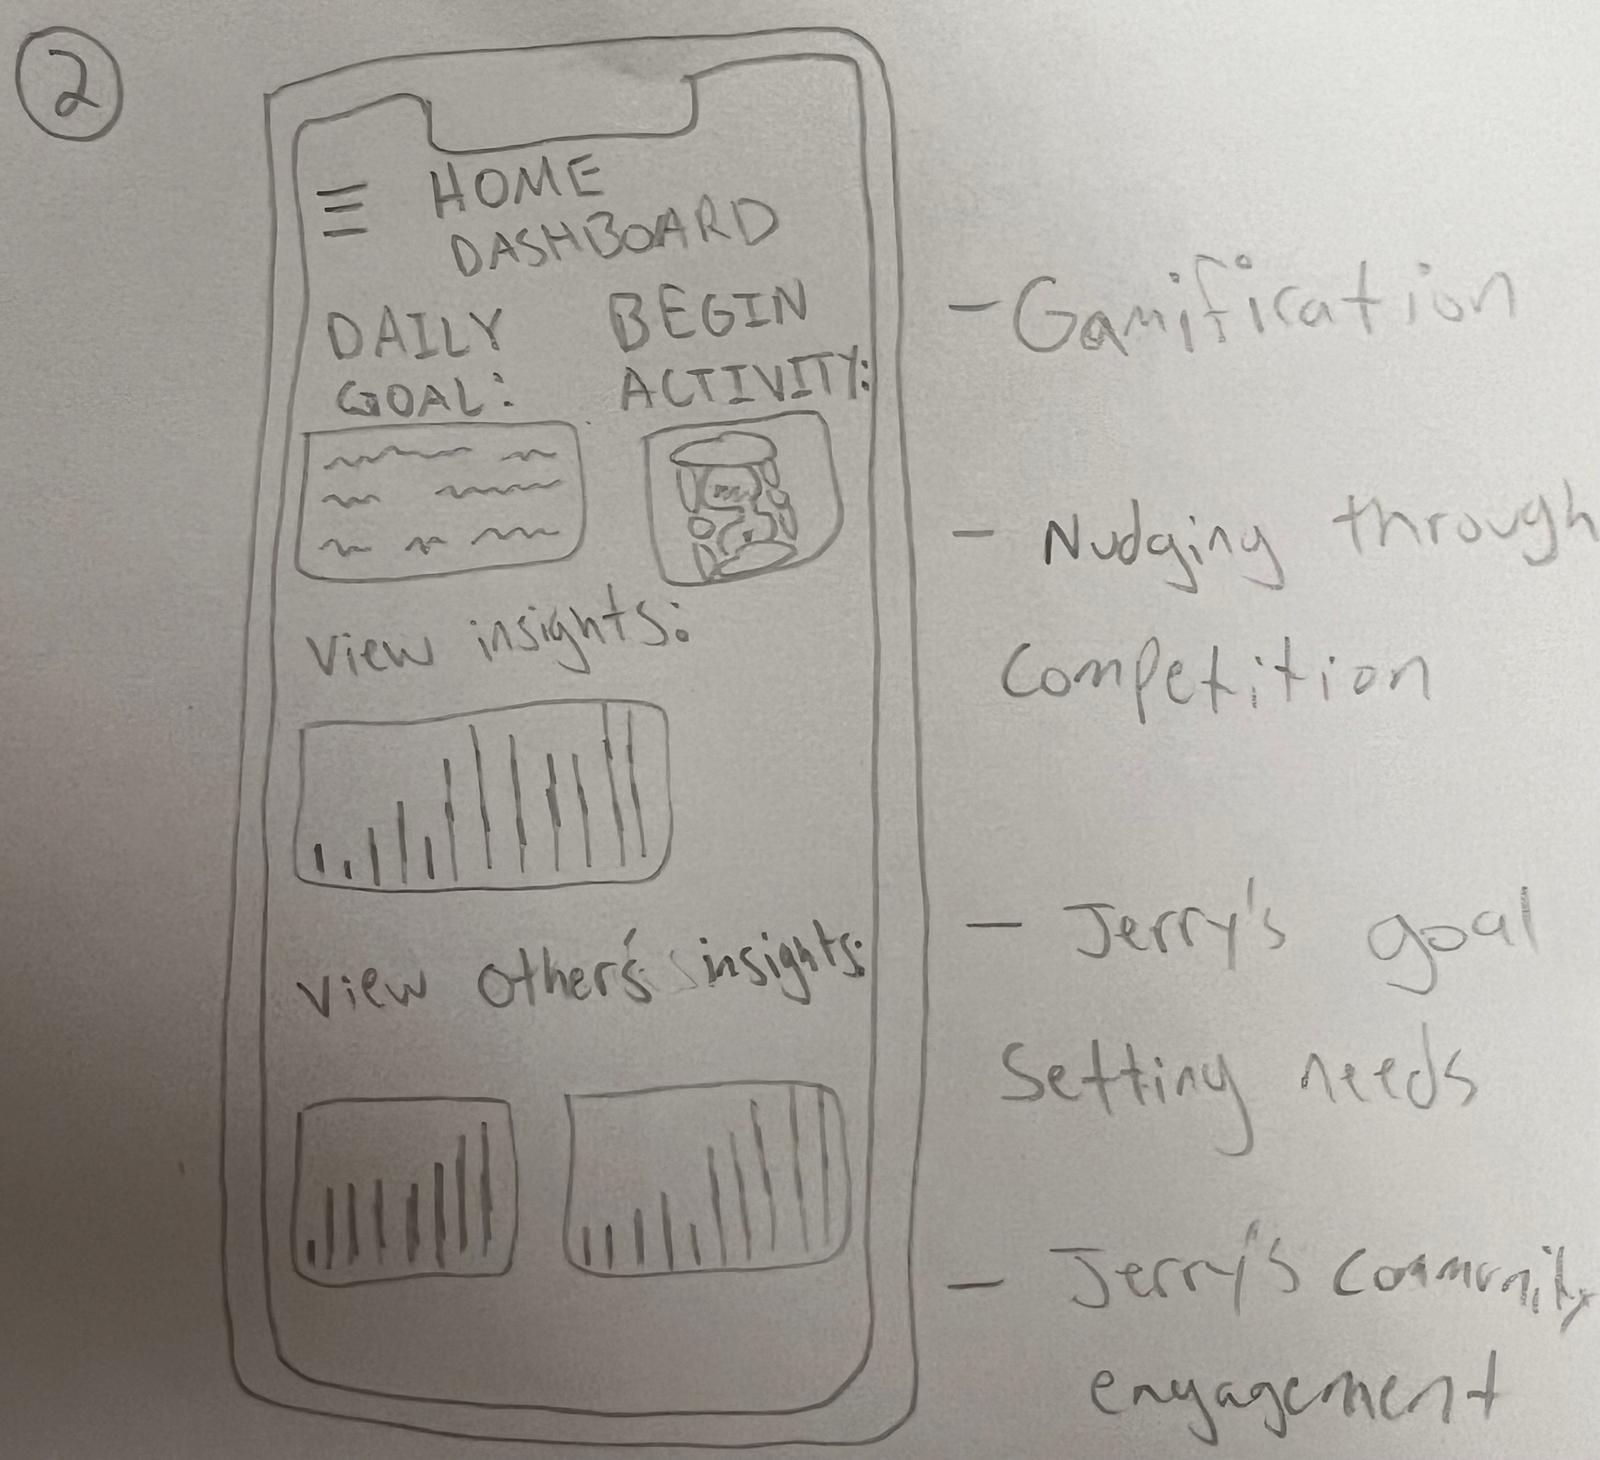 2
HOME
DASHBOARD
DAILY
GOAL:
BEGIN
ACTIVITY:
View insights:
View other's insights:
- Gamification
- Nudging through
Competition
- Jerry's goal
Setting needs
- Jerry's community
engagement